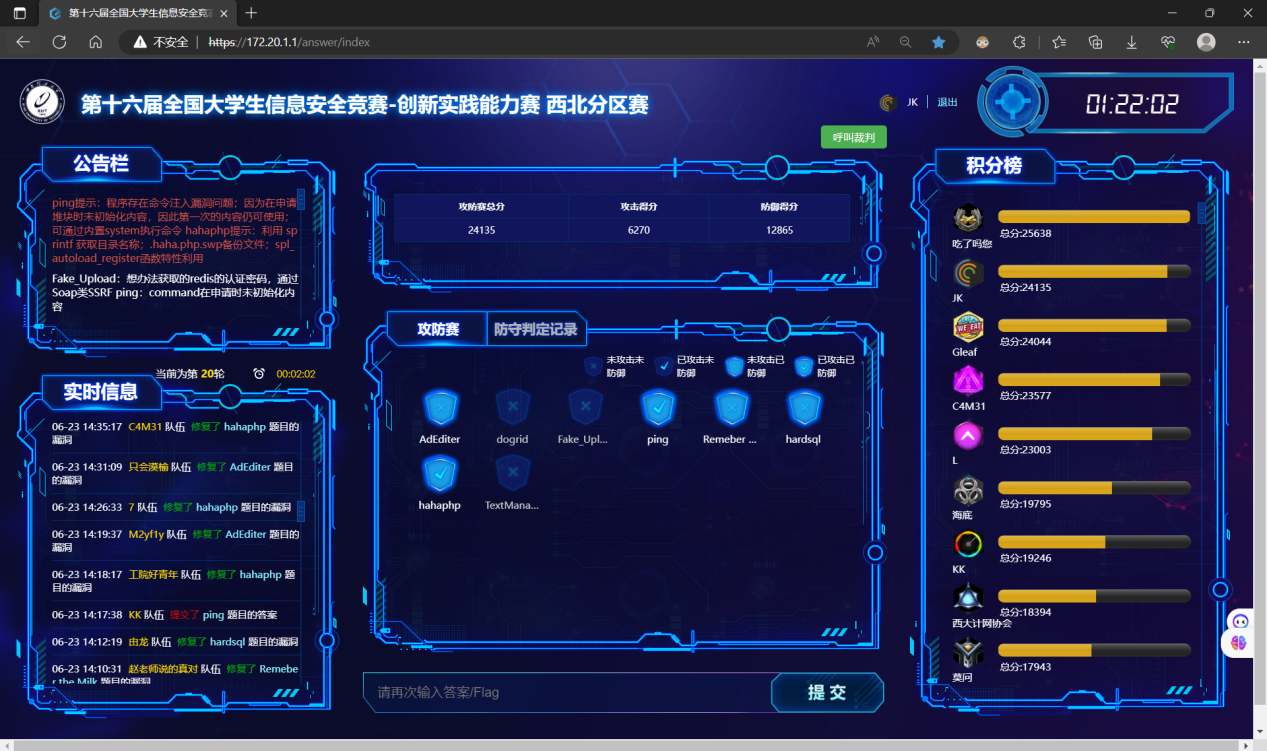 第十六届全国大学生信息安全竞
不安全
https://172.20.1.1/answer/index
第十六届全国大学生信息安全竞赛-创新实践能力赛 西北分区赛
JK
退出
01:22:02
呼叫裁判
公告栏
ping提示：程序存在命令注入漏洞问题；因为在申请
堆块时未初始化内容，因此第一次的内容仍可使用；
可通过内置system执行命令 hahaphp提示：利用 sp
rintf 获取目录名称；.haha.php.swp备份文件；spl_
autoload_register函数特性利用
Fake_Upload：想办法获取的redis的认证密码，通过
Soap类SSRF ping：command在申请时未初始化内
容
当前为第 20轮
00:02:02
实时信息
06-23 14:35:17 C4M31 队伍 修复了 hahaphp 题目的
漏洞
06-23 14:31:09 只会溱榆 队伍 修复了 AdEditer 题目
的漏洞
06-23 14:26:33 7 队伍 修复了 hahaphp 题目的漏洞
06-23 14:19:37 M2yf1y 队伍 修复了 AdEditer 题目的
漏洞
06-23 14:18:17 工院好青年 队伍 修复了 hahaphp 题
目的漏洞
06-23 14:17:38 KK 队伍 提交了 ping 题目的答案
06-23 14:12:19 由龙 队伍 修复了 hardsql 题目的漏洞
06-23 14:10:31 赵老师说的真对 队伍 修复了 Remebe
r the Milk 题目的漏洞
攻防赛总分
攻击得分
防御得分
24135
6270
12865
攻防赛
防守判定记录
未攻击未
防御
已攻击未
防御
未攻击已
防御
已攻击已
防御
AdEditer
dogrid
Fake_Upl...
ping
Remeber ...
hardsql
hahaphp
TextMana...
请再次输入答案/Flag
提 交
积分榜
吃了吗您
总分:25638
JK
总分:24135
Gleaf
总分:24044
C4M31
总分:23577
L
总分:23003
海底
总分:19795
KK
总分:19246
西大计网协会
总分:18394
莫问
总分:17943